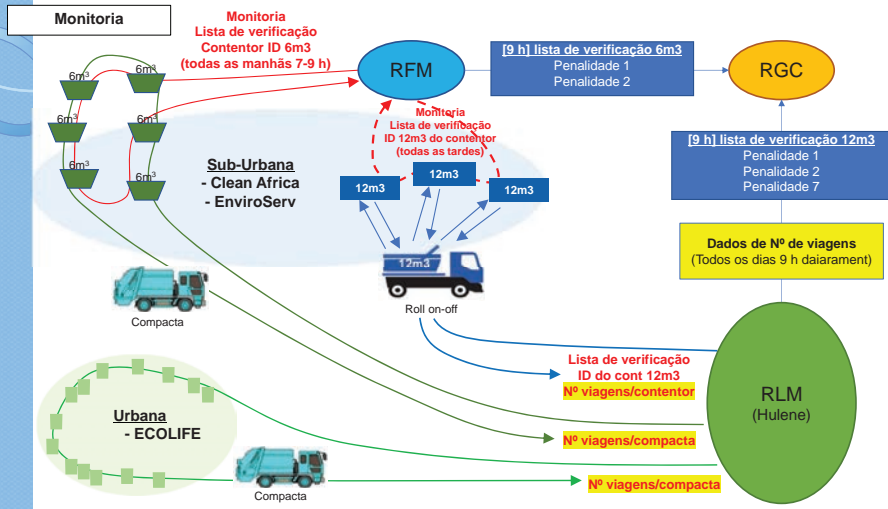 Monitoria
Monitoria
Lista de verificação
Contentor ID 6m3
(todas as manhãs 7-9 h)
6m³
6m³
6m³
6m³
6m³
6m³
RFM
[9 h] lista de verificação 6m3
Penalidade 1
Penalidade 2
RGC
Monitoria
Lista de verificação
ID 12m3 do contentor
(todas as tardes)
Sub-Urbana
- Clean Africa
- EnviroServ
12m3
12m3
12m3
[9 h] lista de verificação 12m3
Penalidade 1
Penalidade 2
Penalidade 7
Dados de Nº de viagens
(Todos os dias 9 h daiarament)
12m3
Roll on-off
Compacta
Lista de verificação
ID do cont 12m3
Nº viagens/contentor
RLM
(Hulene)
Urbana
- ECOLIFE
Nº viagens/compacta
Compacta
Nº viagens/compacta